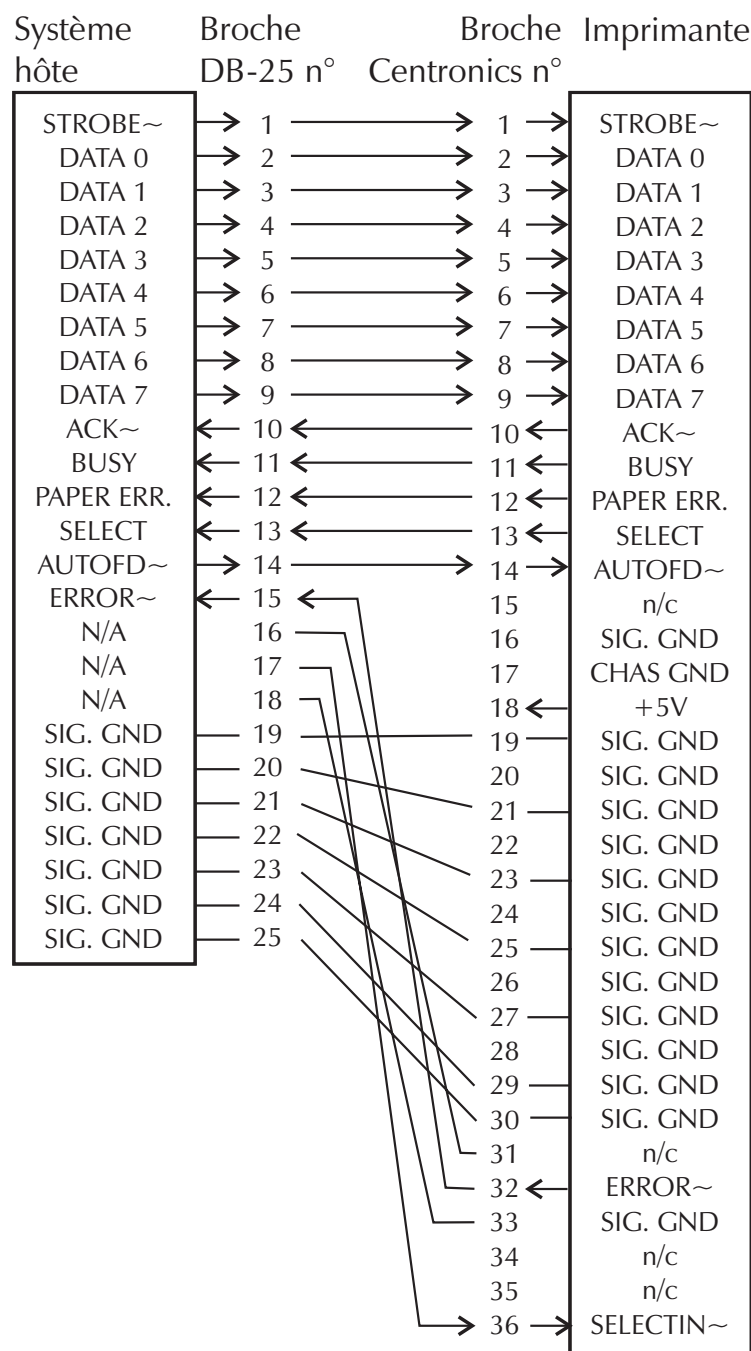 Système Broche Broche Imprimante
hôte DB-25 n° Centronics n°
STROBE~ 1 1 STROBE~
DATA 0 2 2 DATA 0
DATA 1 3 3 DATA 1
DATA 2 4 4 DATA 2
DATA 3 5 5 DATA 3
DATA 4 6 6 DATA 4
DATA 5 7 7 DATA 5
DATA 6 8 8 DATA 6
DATA 7 9 9 DATA 7
ACK~ 10 10 ACK~
BUSY 11 11 BUSY
PAPER ERR. 12 12 PAPER ERR.
SELECT 13 13 SELECT
AUTOFD~ 14 14 AUTOFD~
ERROR~ 15 15 n/c
N/A 16 16 SIG. GND
N/A 17 17 CHAS GND
N/A 18 18 +5V
SIG. GND 19 19 SIG. GND
SIG. GND 20 20 SIG. GND
SIG. GND 21 21 SIG. GND
SIG. GND 22 22 SIG. GND
SIG. GND 23 23 SIG. GND
SIG. GND 24 24 SIG. GND
SIG. GND 25 25 SIG. GND
26 SIG. GND
27 SIG. GND
28 SIG. GND
29 SIG. GND
30 SIG. GND
31 n/c
32 ERROR~
33 SIG. GND
34 n/c
35 n/c
36 SELECTIN~